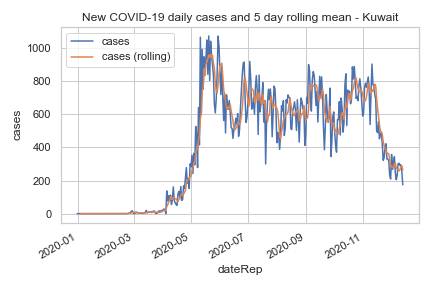 New COVID-19 daily cases and 5 day rolling mean - Kuwait
cases
cases (rolling)
1000
800
600
400
200
0
cases
2020-01
2020-03
2020-05
2020-07
2020-09
2020-11
dateRep